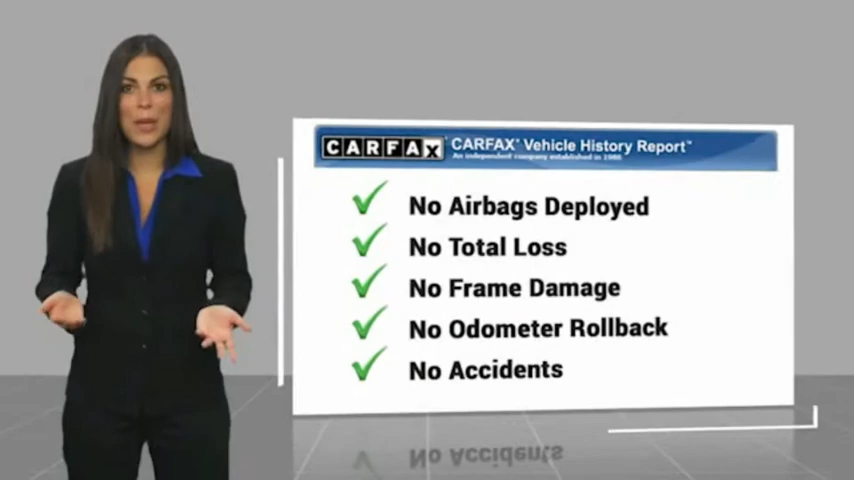 CARFAX CARFAX® Vehicle History Report™
An independent company established in 1986
No Airbags Deployed
No Total Loss
No Frame Damage
No Odometer Rollback
No Accidents
No Accidents